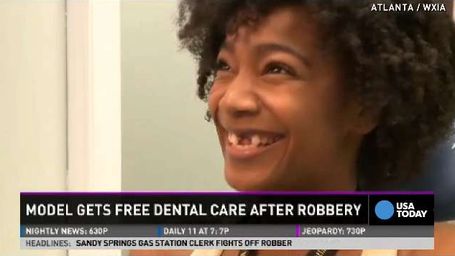 ATLANTA / WXIA
MODEL GETS FREE DENTAL CARE AFTER ROBBERY
USA TODAY
NIGHTLY NEWS: 630P DAILY 11 AT 7: 7P JEOPARDY: 730P
HEADLINES: SANDY SPRINGS GAS STATION CLERK FIGHTS OFF ROBBER